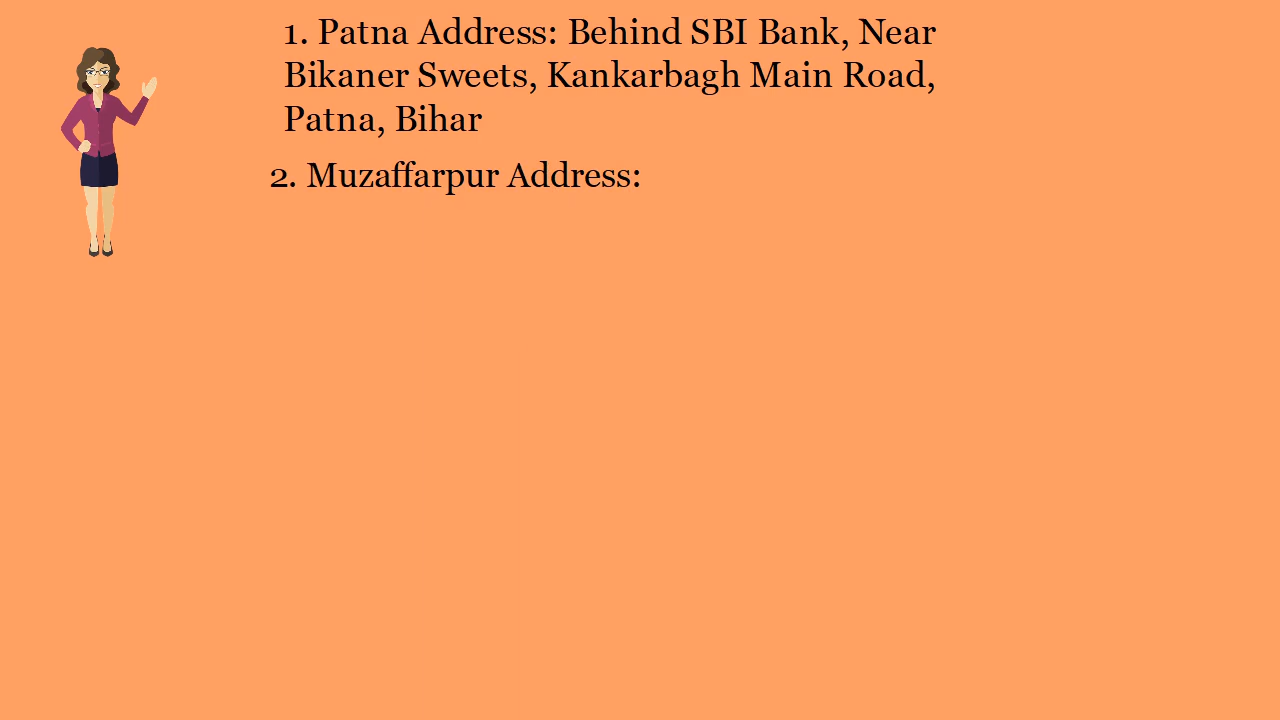 1. Patna Address: Behind SBI Bank, Near
Bikaner Sweets, Kankarbagh Main Road,
Patna, Bihar
2. Muzaffarpur Address: